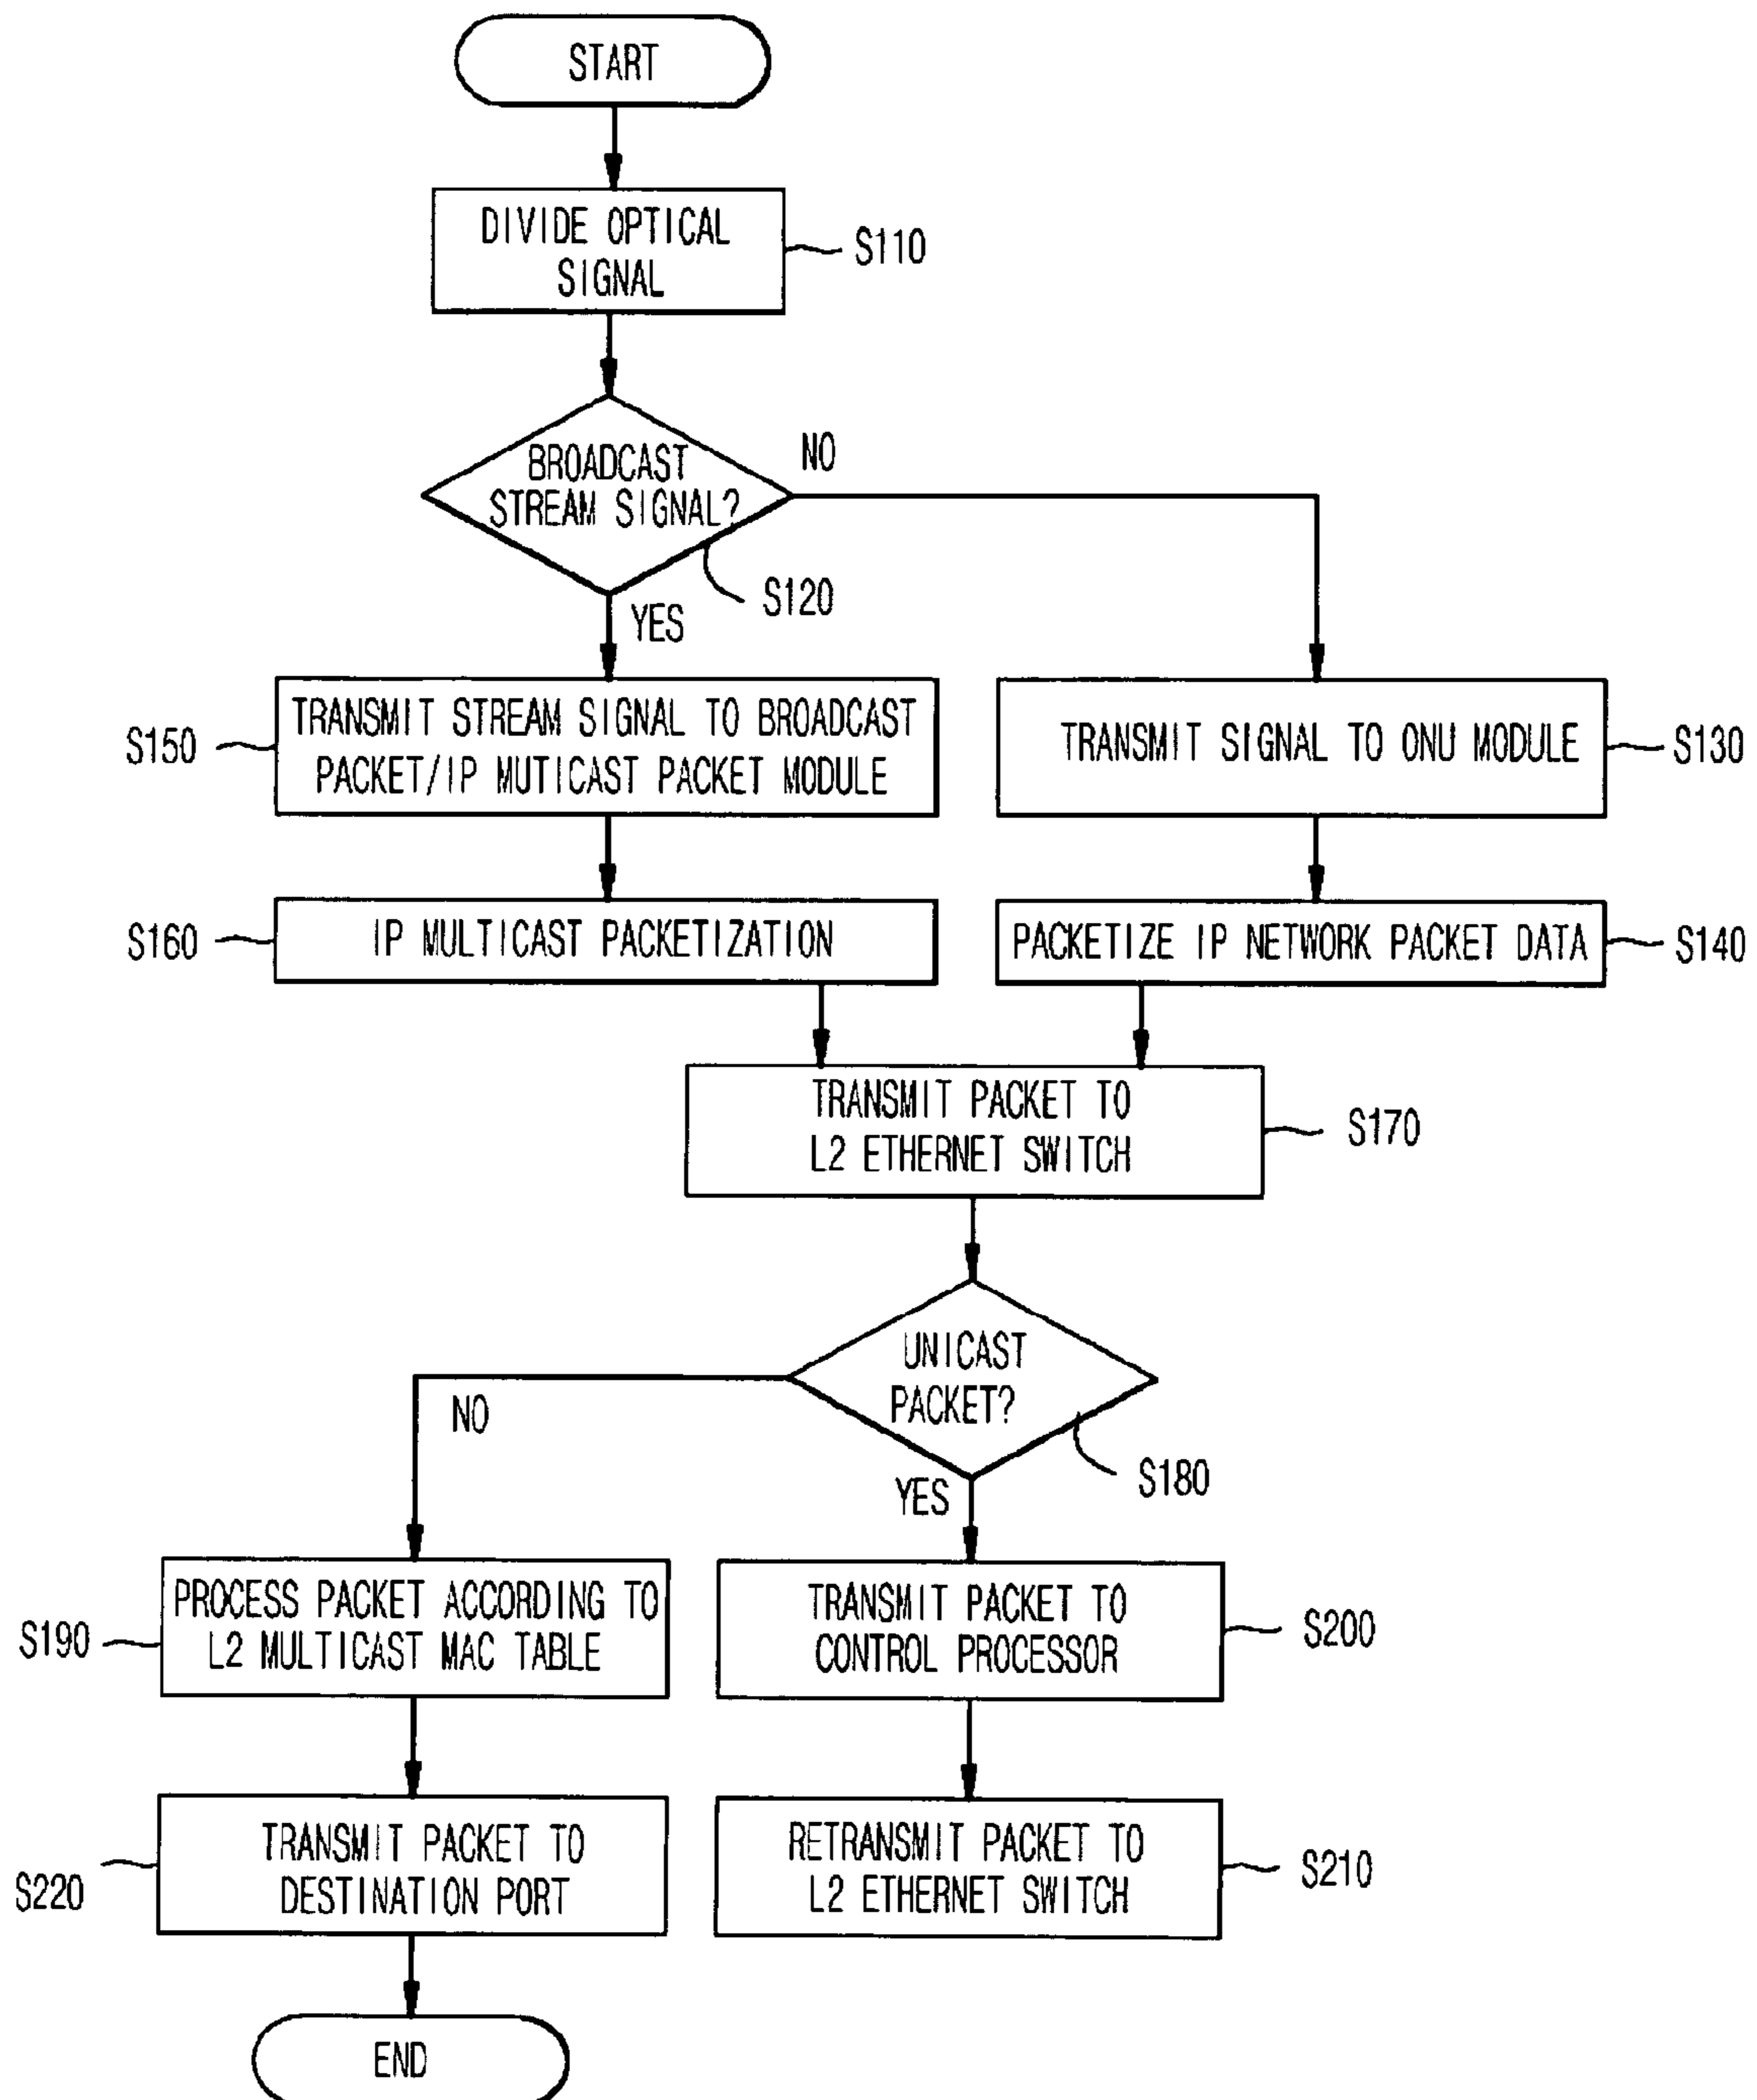 START
DIVIDE OPTICAL
SIGNAL
S110
BROADCAST
STREAM SIGNAL?
NO
S120
YES
S150
TRANSMIT STREAM SIGNAL TO BROADCAST
PACKET/IP MUTICAST PACKET MODULE
TRANSMIT SIGNAL TO ONU MODULE
S130
S160
IP MULTICAST PACKETIZATION
PACKETIZE IP NETWORK PACKET DATA
S140
TRANSMIT PACKET TO
L2 ETHERNET SWITCH
S170
UNICAST
PACKET?
NO
S180
YES
S190
PROCESS PACKET ACCORDING TO
L2 MULTICAST MAC TABLE
TRANSMIT PACKET TO
CONTROL PROCESSOR
S200
S220
TRANSMIT PACKET TO
DESTINATION PORT
RETRANSMIT PACKET TO
L2 ETHERNET SWITCH
S210
END